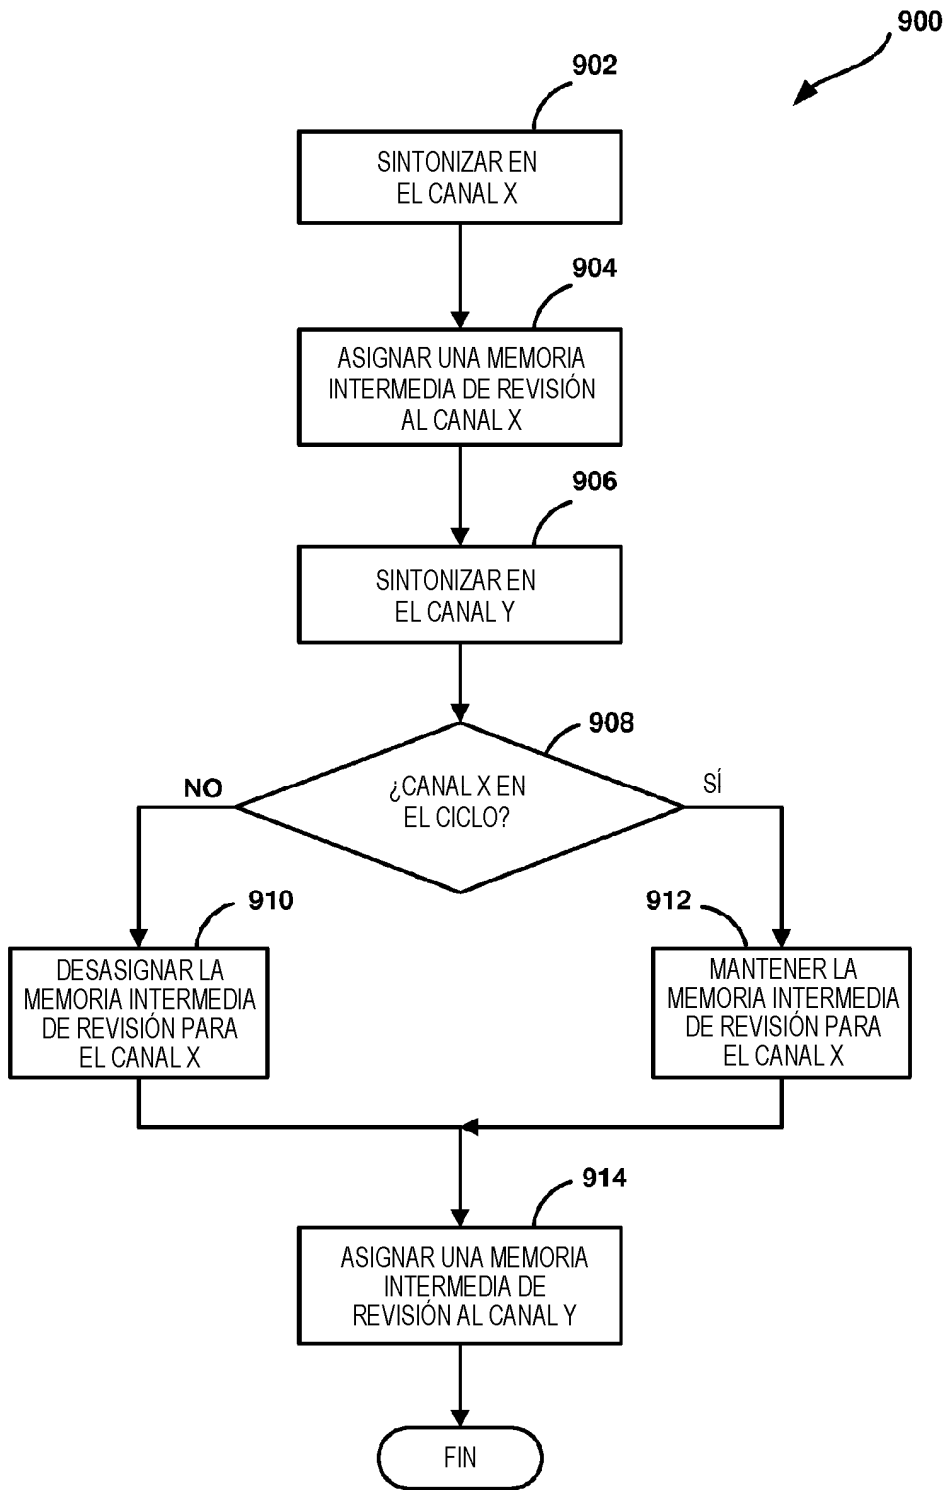 900
902
SINTONIZAR EN
EL CANAL X
904
ASIGNAR UNA MEMORIA
INTERMEDIA DE REVISIÓN
AL CANAL X
906
SINTONIZAR EN
EL CANAL Y
908
¿CANAL X EN
EL CICLO?
NO
SÍ
910
DESASIGNAR LA
MEMORIA INTERMEDIA
DE REVISIÓN PARA
EL CANAL X
912
MANTENER LA
MEMORIA INTERMEDIA
DE REVISIÓN PARA
EL CANAL X
914
ASIGNAR UNA MEMORIA
INTERMEDIA DE
REVISIÓN AL CANAL Y
FIN